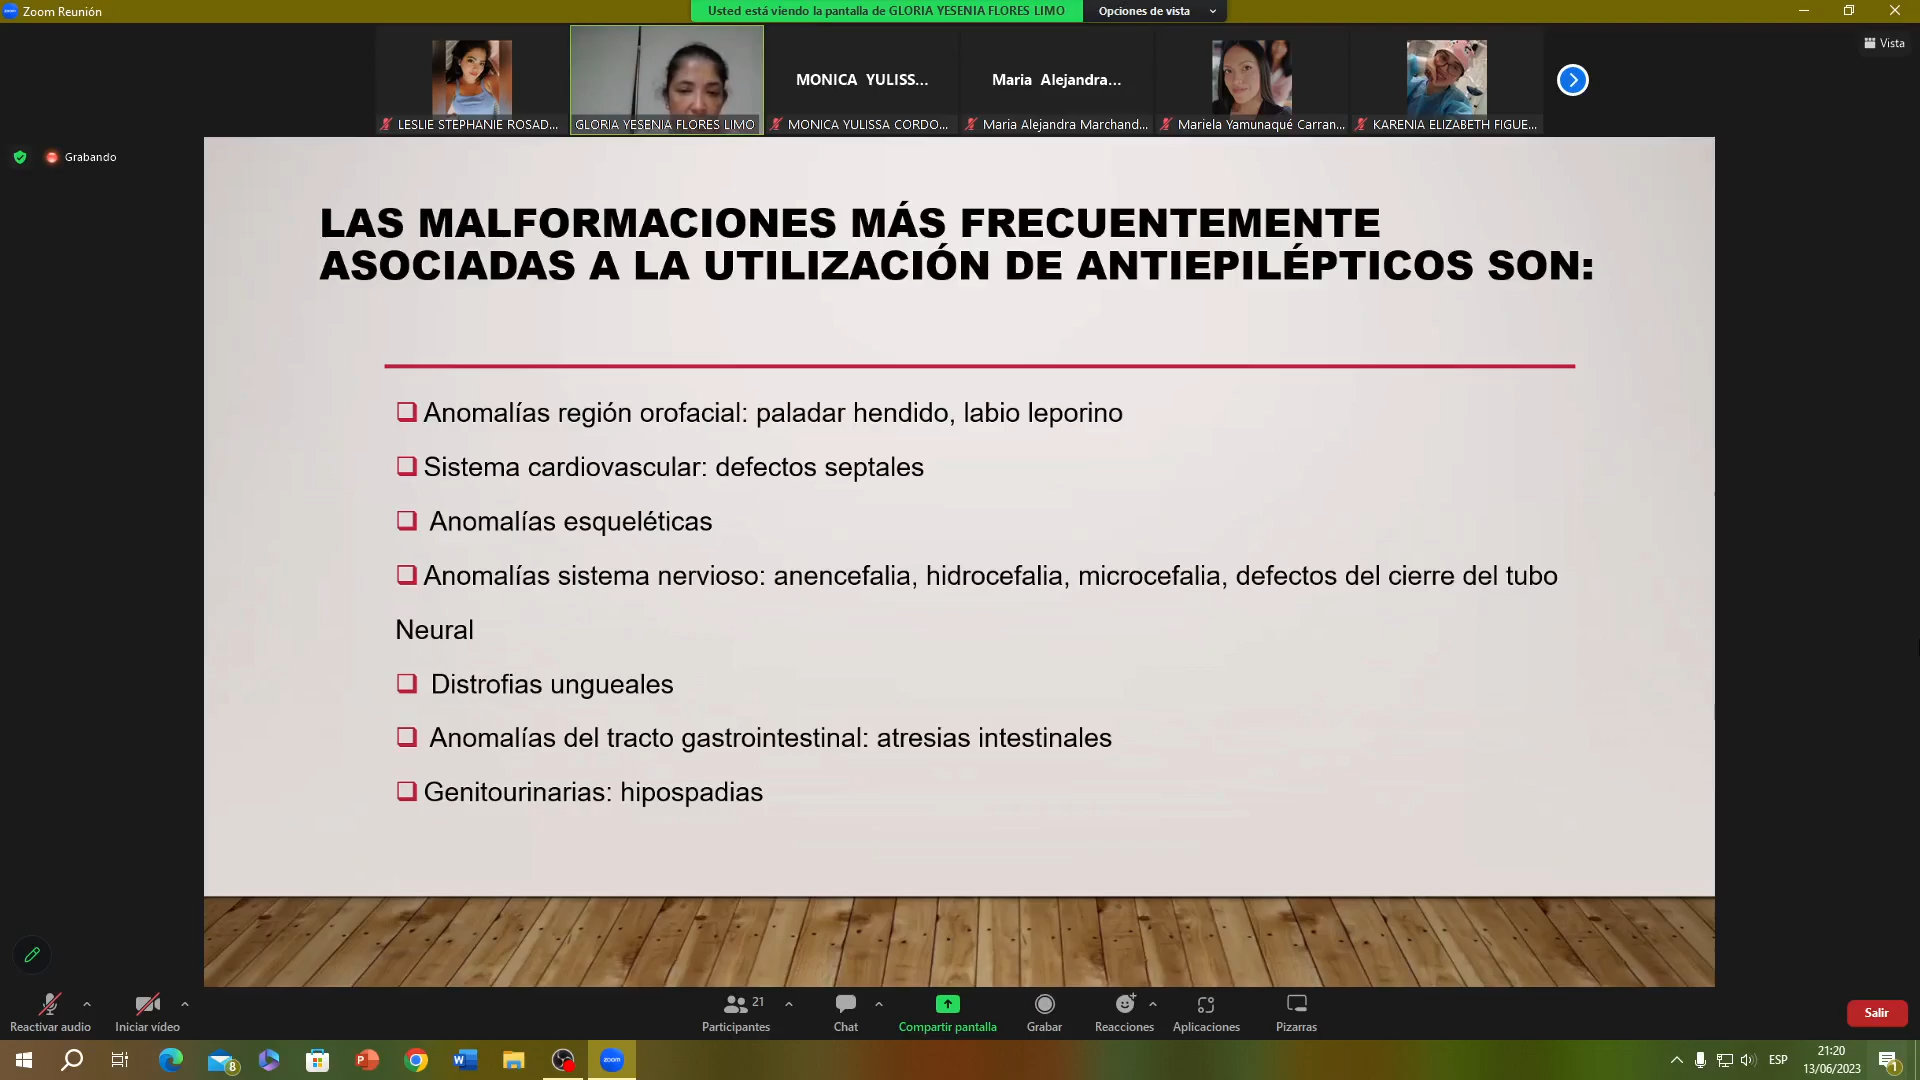 Zoom Reunión
Usted está viendo la pantalla de GLORIA YESENIA FLORES LIMO
Opciones de vista
Vista
MONICA YULISS...
Maria Alejandra...
LESLIE STEPHANIE ROSAD...
GLORIA YESENIA FLORES LIMO
MONICA YULISSA CORDO...
Maria Alejandra Marchand...
Mariela Yamunaqué Carran...
KARENIA ELIZABETH FIGUE...
Grabando
LAS MALFORMACIONES MÁS FRECUENTEMENTE
ASOCIADAS A LA UTILIZACIÓN DE ANTIEPILÉPTICOS SON:
Anomalías región orofacial: paladar hendido, labio leporino
Sistema cardiovascular: defectos septales
Anomalías esqueléticas
Anomalías sistema nervioso: anencefalia, hidrocefalia, microcefalia, defectos del cierre del tubo
Neural
Distrofias ungueales
Anomalías del tracto gastrointestinal: atresias intestinales
Genitourinarias: hipospadias
Reactivar audio
Iniciar vídeo
21
Participantes
Chat
Compartir pantalla
Grabar
Reacciones
Aplicaciones
Pizarras
Salir
8
zoom
ESP
21:20
13/06/2023
1